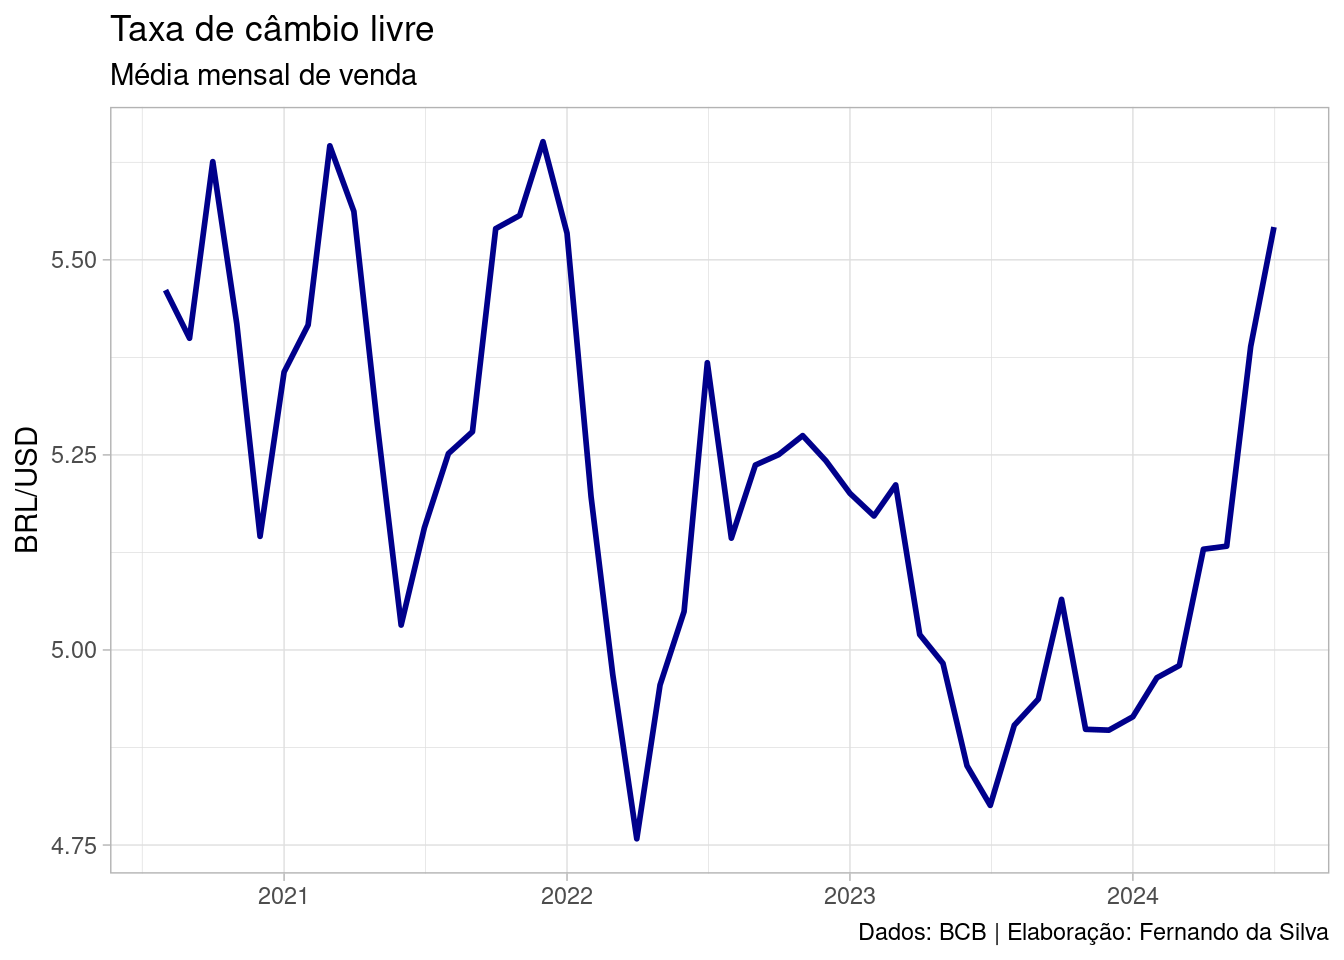 Taxa de câmbio livre
Média mensal de venda
BRL/USD
5.50
5.25
5.00
4.75
2021
2022
2023
2024
Dados: BCB | Elaboração: Fernando da Silva